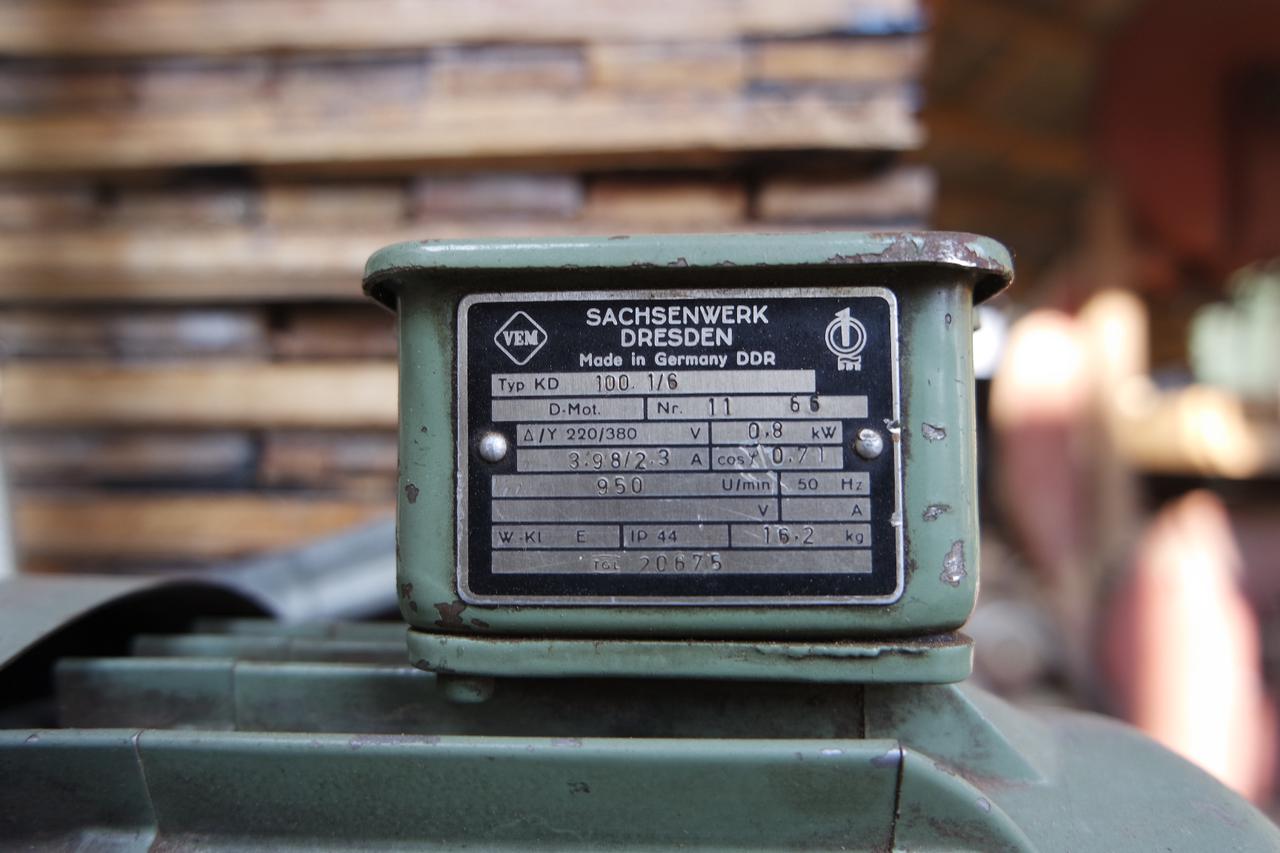 VEM
SACHSENWERK
DRESDEN
Made in Germany DDR
Typ KD 100. 1/6
D-Mot. Nr. 11 66
Δ/Y 220/380 V 0.8 kW
3.98/2.3 A cos φ 0.71
950 U/min 50 Hz
V A
W.Kl E IP 44 16.2 kg
TGL 20675